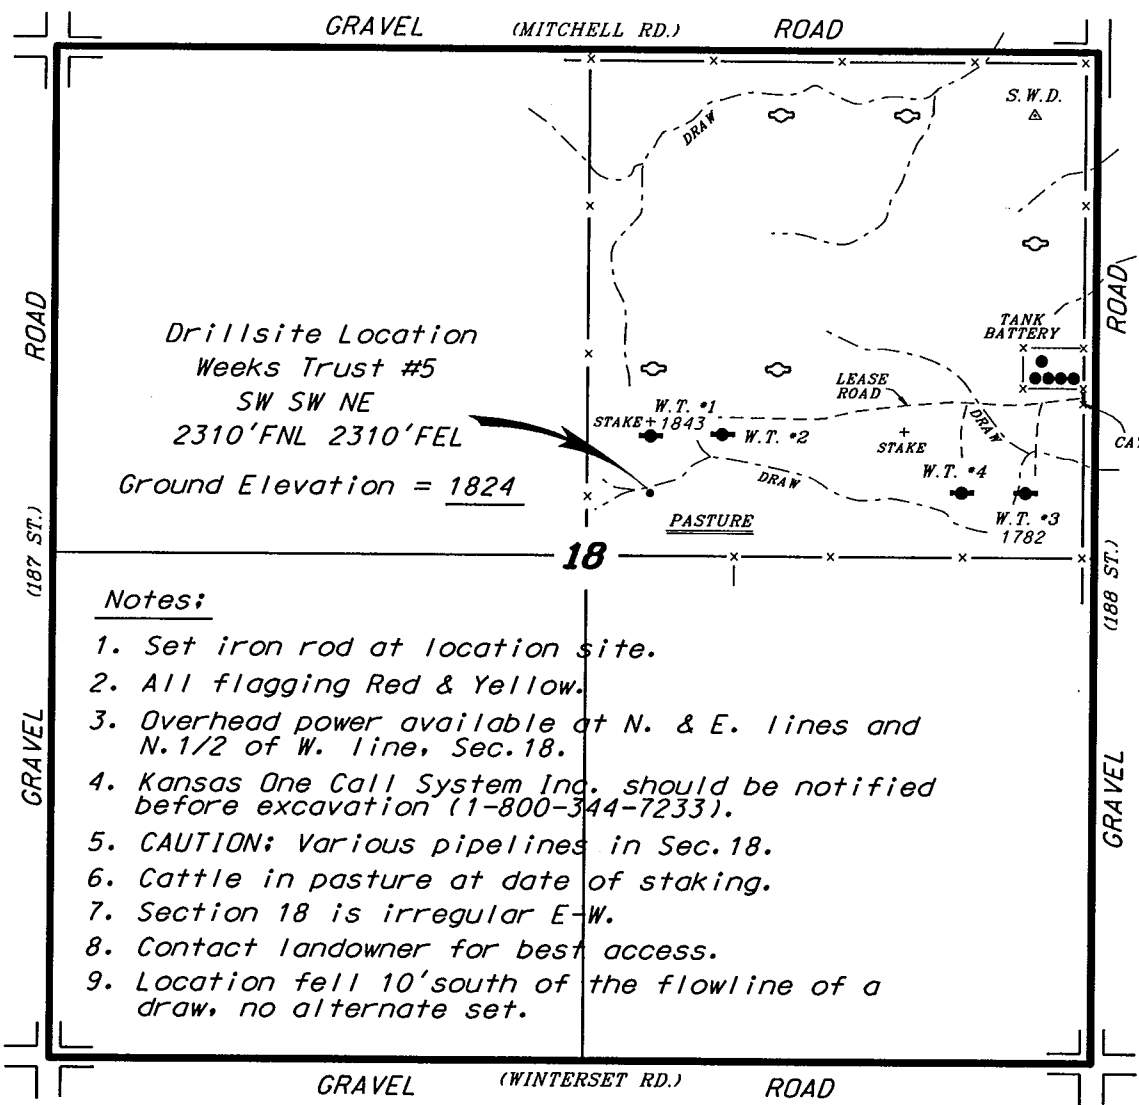 GRAVEL (MITCHELL RD.) ROAD
S.W.D.
DRAW
ROAD
ROAD
TANK
BATTERY
Drillsite Location
Weeks Trust #5
SW SW NE
2310'FNL 2310'FEL
Ground Elevation = 1824
LEASE
ROAD
W.T. #1
STAKE+1843
W.T. #2
STAKE
DRAW
CA
W.T. #4
DRAW
W.T. #3
1782
PASTURE
18
(187 ST.)
(188 ST.)
Notes:
1. Set iron rod at location site.
2. All flagging Red & Yellow.
3. Overhead power available at N. & E. lines and
N.1/2 of W. line, Sec.18.
4. Kansas One Call System Inc. should be notified
before excavation (1-800-344-7233).
5. CAUTION: Various pipelines in Sec.18.
6. Cattle in pasture at date of staking.
7. Section 18 is irregular E-W.
8. Contact landowner for best access.
9. Location fell 10'south of the flowline of a
draw, no alternate set.
GRAVEL
GRAVEL
GRAVEL (WINTERSET RD.) ROAD